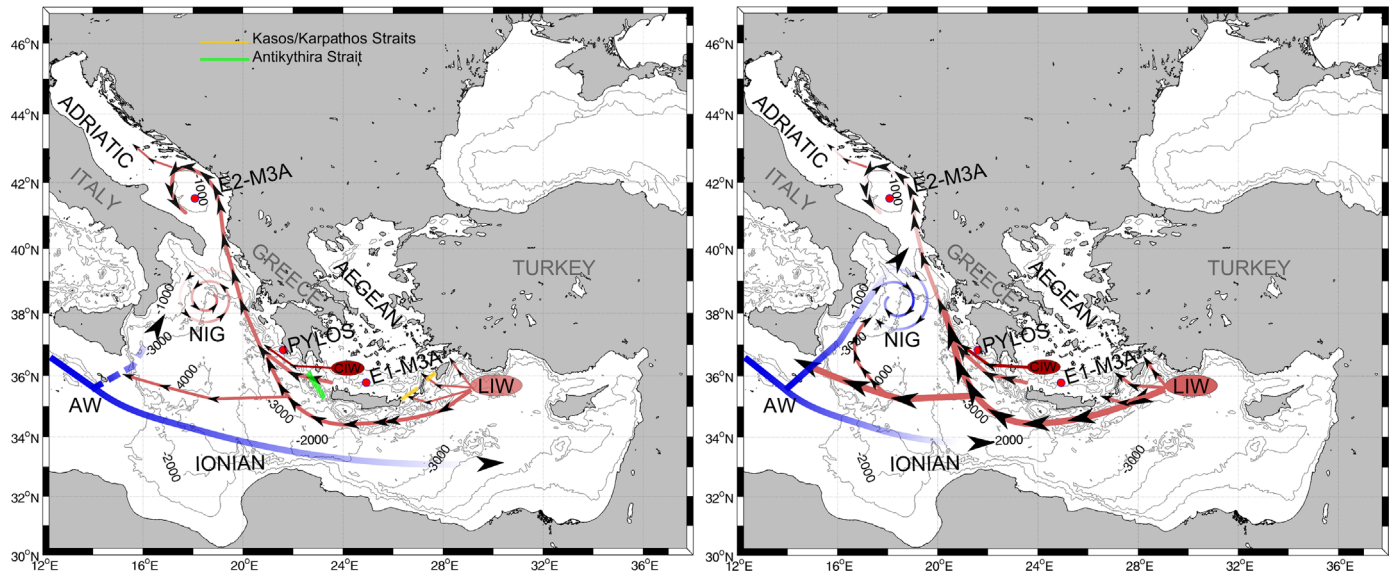 Kasos/Karpathos Straits
Antikythira Strait
ADRIATIC
ITALY
E2-M3A
-1000
GREECE
AEGEAN
TURKEY
-1000
-3000
NIG
PYLOS
CIW
E1-M3A
LIW
-4000
AW
-3000
-2000
IONIAN
-2000
-3000
46°N
44°N
42°N
40°N
38°N
36°N
34°N
32°N
30°N
12°E
16°E
20°E
24°E
28°E
32°E
36°E
ADRIATIC
ITALY
E2-M3A
-1000
GREECE
AEGEAN
TURKEY
-3000
NIG
PYLOS
CIW
E1-M3A
LIW
-4000
AW
-3000
-2000
IONIAN
-2000
-3000
46°N
44°N
42°N
40°N
38°N
36°N
34°N
32°N
30°N
12°E
16°E
20°E
24°E
28°E
32°E
36°E